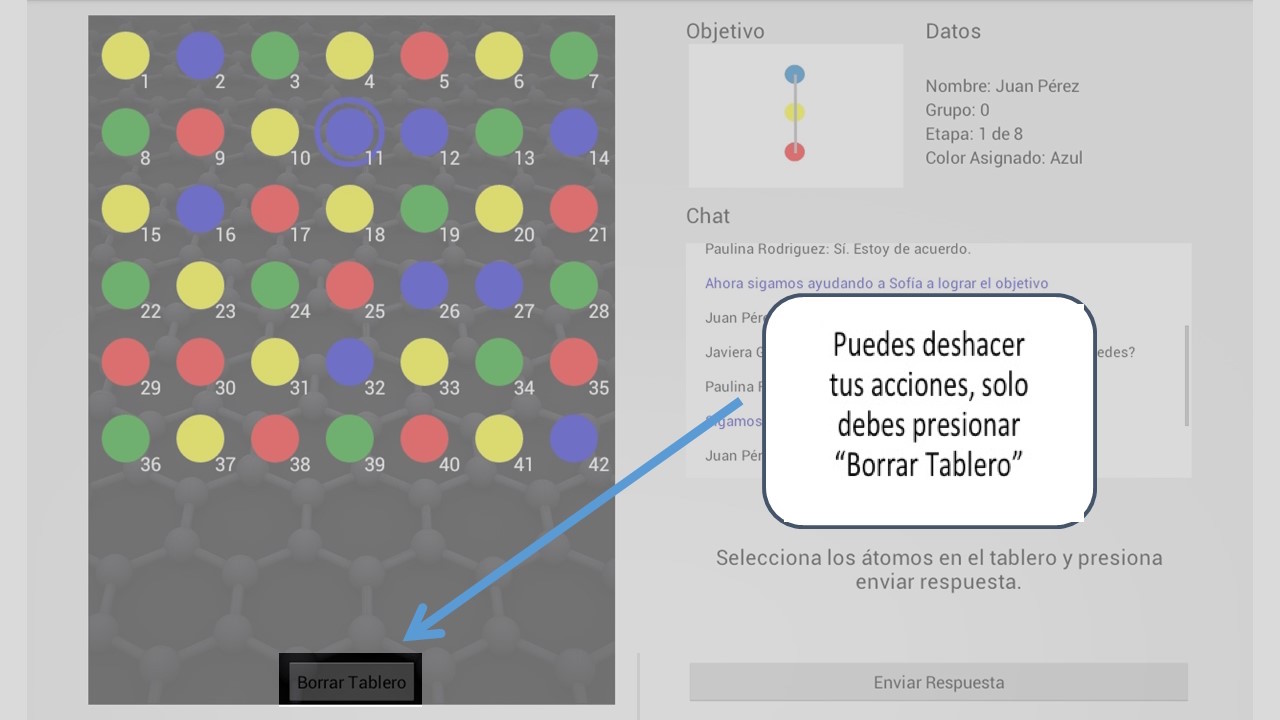 1 2 3 4 5 6 7
8 9 10 11 12 13 14
15 16 17 18 19 20 21
22 23 24 25 26 27 28
29 30 31 32 33 34 35
36 37 38 39 40 41 42
Borrar Tablero
Objetivo
Datos
Nombre: Juan Pérez
Grupo: 0
Etapa: 1 de 8
Color Asignado: Azul
Chat
Paulina Rodriguez: Sí. Estoy de acuerdo.
Ahora sigamos ayudando a Sofía a lograr el objetivo
Juan
Javiera
Paulina
Sigamos
Juan
Puedes deshacer
tus acciones, solo
debes presionar
“Borrar Tablero”
Selecciona los átomos en el tablero y presiona
enviar respuesta.
Enviar Respuesta